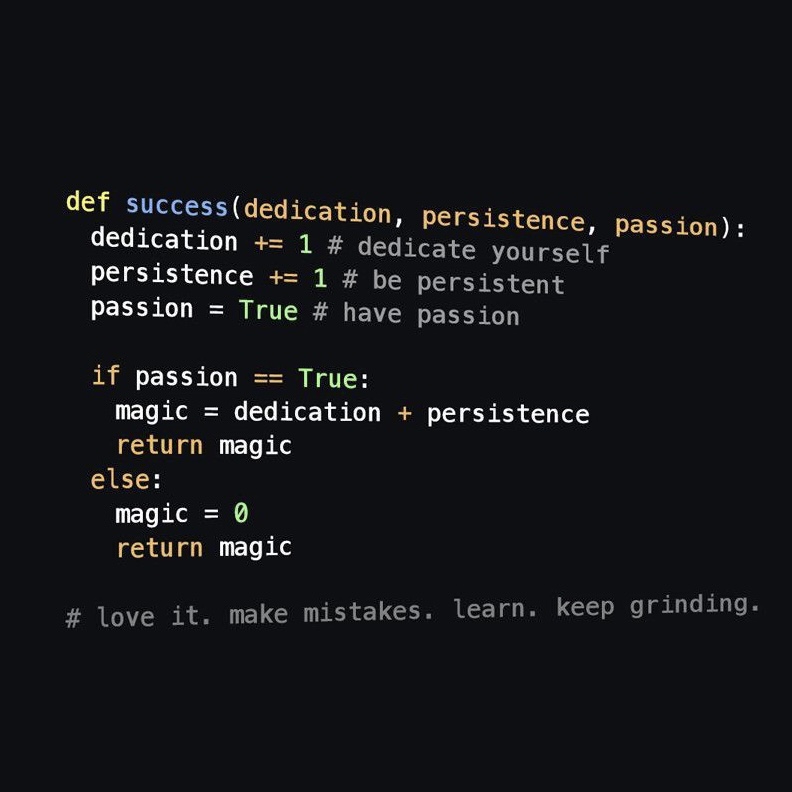 def success(dedication, persistence, passion):
  dedication += 1 # dedicate yourself
  persistence += 1 # be persistent
  passion = True # have passion

  if passion == True:
    magic = dedication + persistence
    return magic
  else:
    magic = 0
    return magic

# love it. make mistakes. learn. keep grinding.